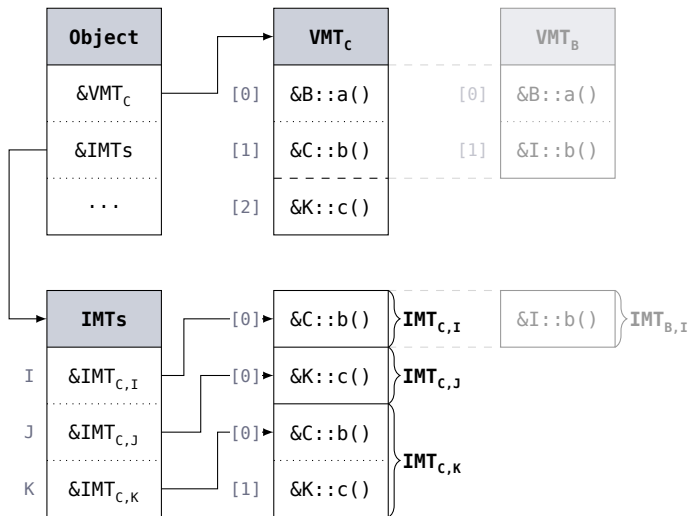 Object VMT_C VMT_B
&VMT_C [0] &B::a() [0] &B::a()
&IMTs [1] &C::b() [1] &I::b()
... [2] &K::c()
IMTs [0] &C::b() IMT_C,I &I::b() IMT_B,I
I &IMT_C,I [0] &K::c() IMT_C,J
J &IMT_C,J [0] &C::b()
IMT_C,K
K &IMT_C,K [1] &K::c()